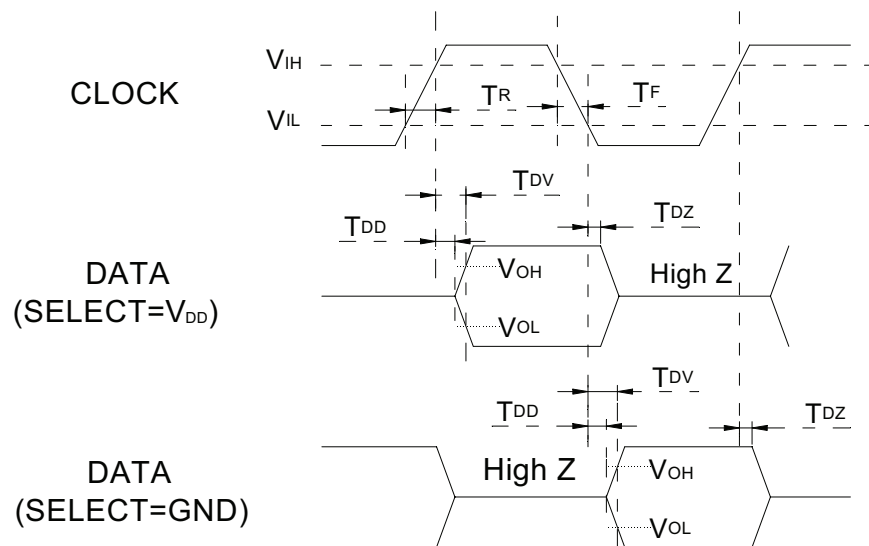 VIH
CLOCK
TR
TF
VIL
TDV
TDD
TDZ
DATA
(SELECT=VDD)
VOH
High Z
VOL
TDV
TDD
TDZ
DATA
(SELECT=GND)
High Z
VOH
VOL